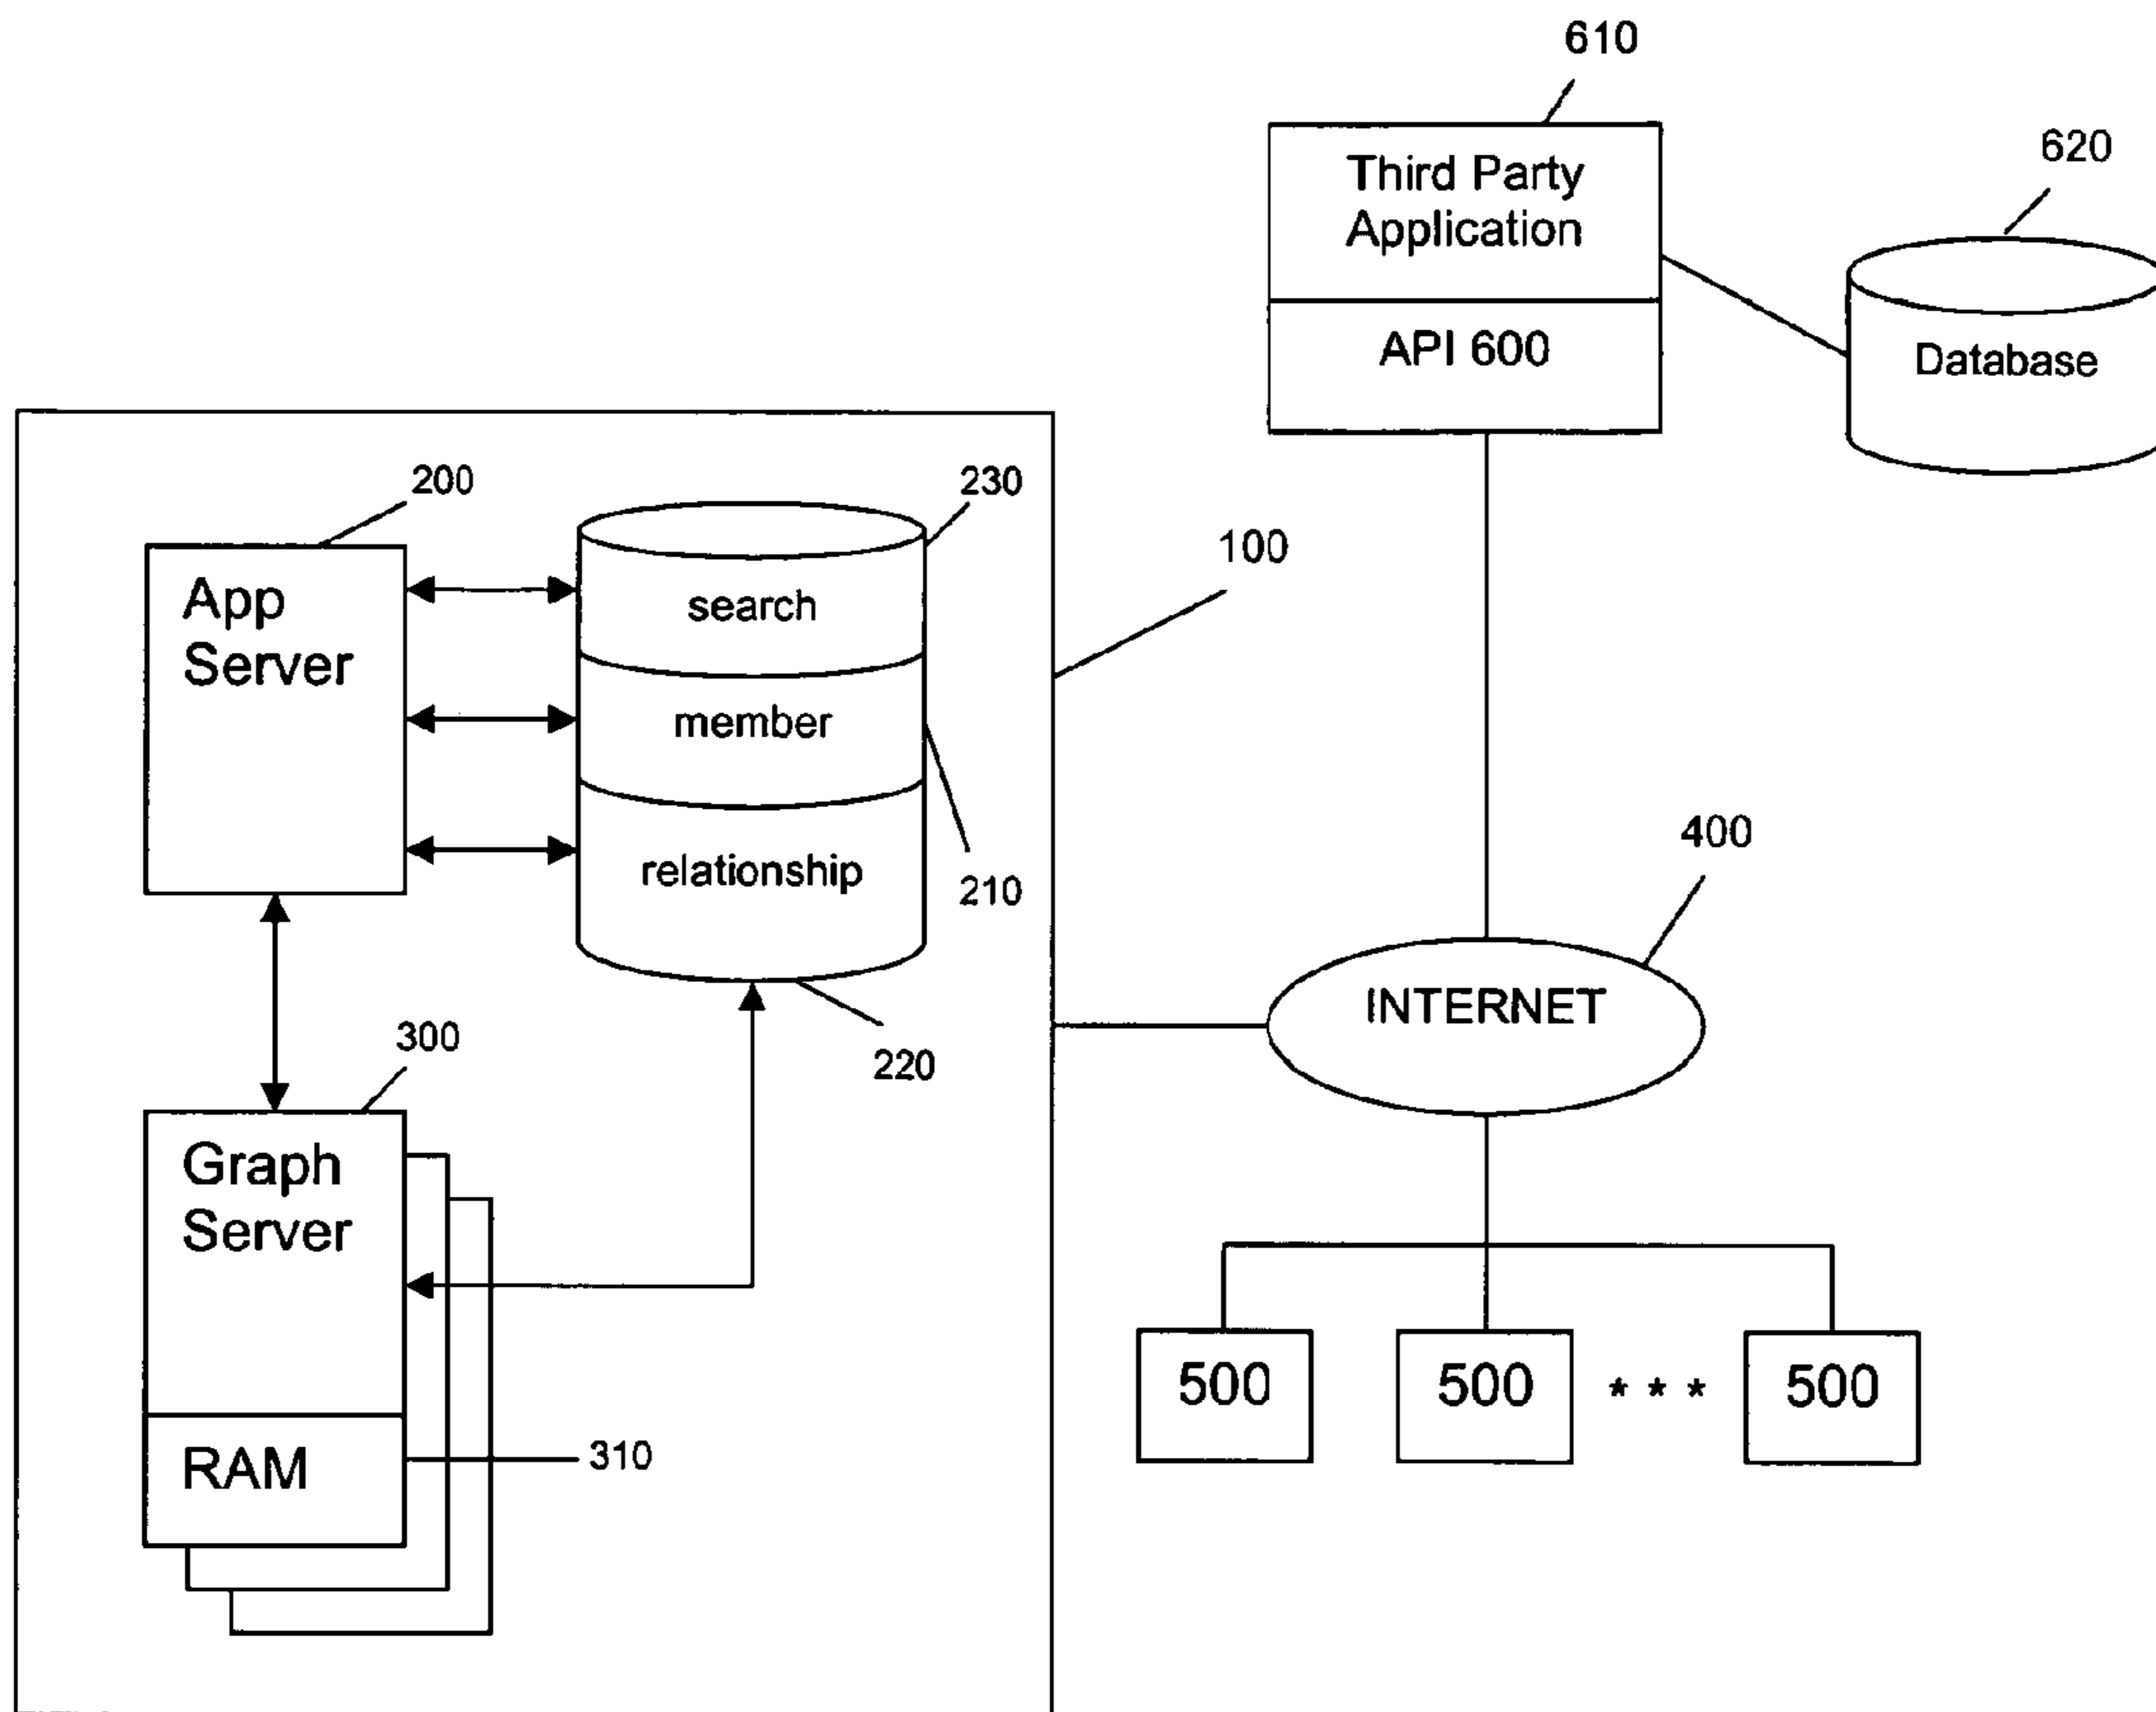 610
620
Third Party
Application
API 600
Database
200
230
100
App
Server
search
member
relationship
210
400
INTERNET
220
300
Graph
Server
RAM
310
500
500
* * *
500